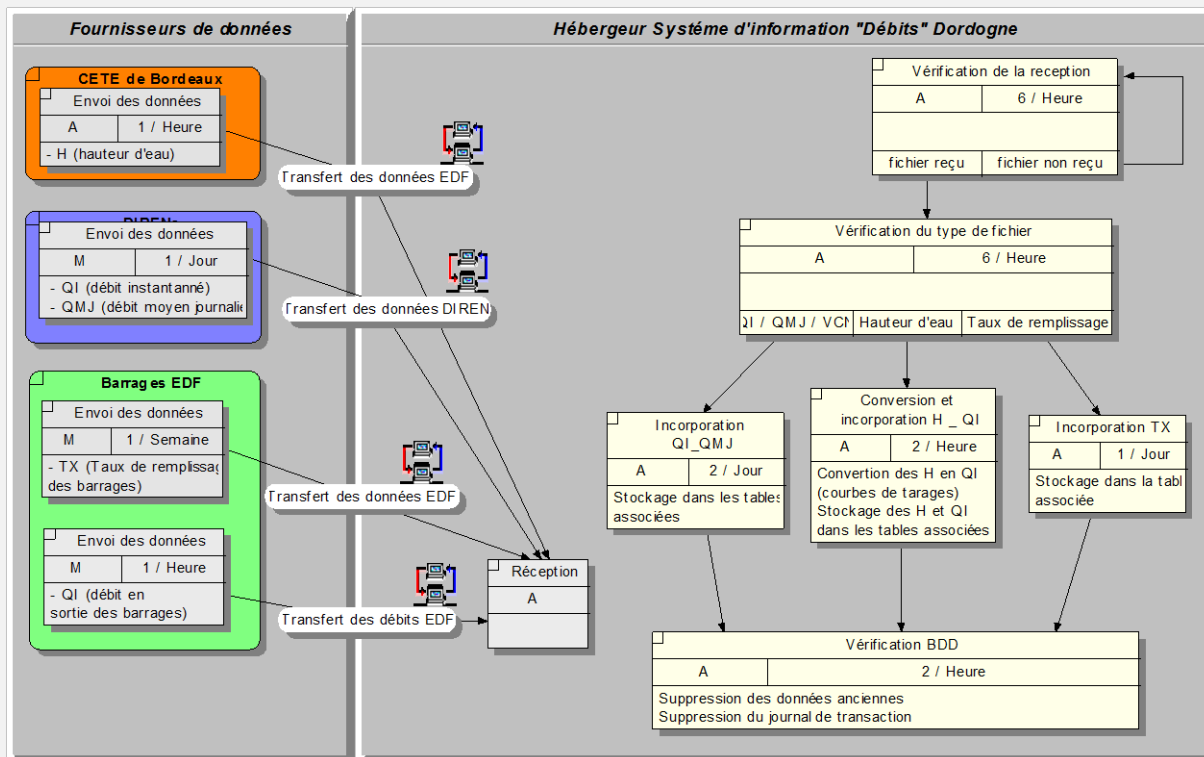 Fournisseurs de données
CETE de Bordeaux
Envoi des données
A
1 / Heure
- H (hauteur d'eau)
Envoi des données
M
1 / Jour
- QI (débit instantanné)
- QMJ (débit moyen
Barrages EDF
Envoi des données
M
1 / Semaine
- TX (Taux de
des barrages)
Envoi des données
M
1 / Heure
- QI (débit en
sortie des barrages)
Hébergeur Systéme d'information "Débits" Dordogne
Transfert des données EDF
Transfert des données DIREN
Transfert des données EDF
Transfert des débits EDF
Réception
A
Vérification de la reception
A
6 / Heure
fichier reçu
fichier non reçu
Vérification du type de fichier
A
6 / Heure
QI / QMJ /
Hauteur d'eau
Taux de remplissage
Incorporation
QI_QMJ
A
2 / Jour
Stockage dans les tables
associées
Conversion et
incorporation H _ QI
A
2 / Heure
Convertion des H en QI
(courbes de tarages)
Stockage des H et QI
dans les tables associées
Incorporation TX
A
1 / Jour
Stockage dans la
associée
Vérification BDD
A
2 / Heure
Suppression des données anciennes
Suppression du journal de transaction